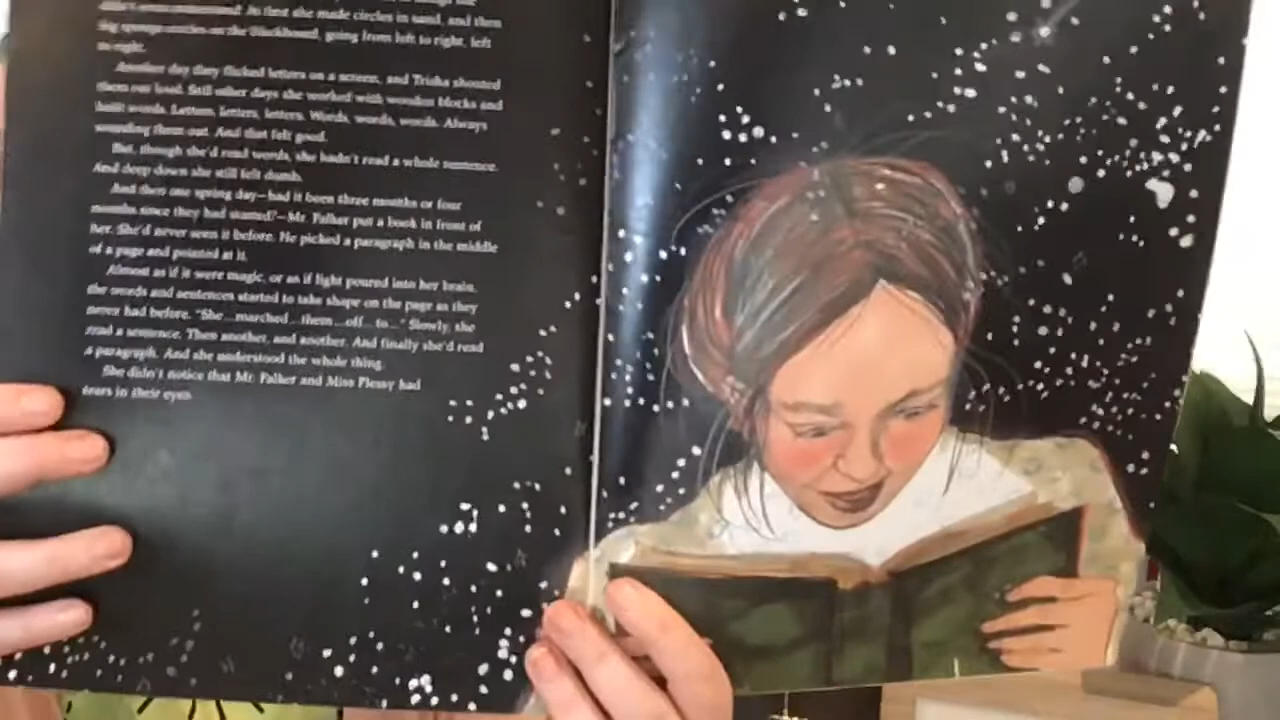 At first she made circles in sand, and then
big sponge circles on the blackboard, going from left to right, left
to right.
Another day they flicked letters on a screen, and Trisha shouted
them out loud. Still other days she worked with wooden blocks and
built words. Letters, letters, letters. Words, words, words. Always
sounding them out. And that felt good.
But, though she'd read words, she hadn't read a whole sentence.
And deep down she still felt dumb.
And then one spring day—had it been three months or four
months since they had started?—Mr. Falker put a book in front of
her. She'd never seen it before. He picked a paragraph in the middle
of a page and pointed at it.
Almost as if it were magic, or as if light poured into her brain,
the words and sentences started to take shape on the page as they
never had before. "She...marched...them...off...to..." Slowly, she
read a sentence. Then another, and another. And finally she'd read
a paragraph. And she understood the whole thing.
She didn't notice that Mr. Falker and Miss Plessy had
tears in their eyes.